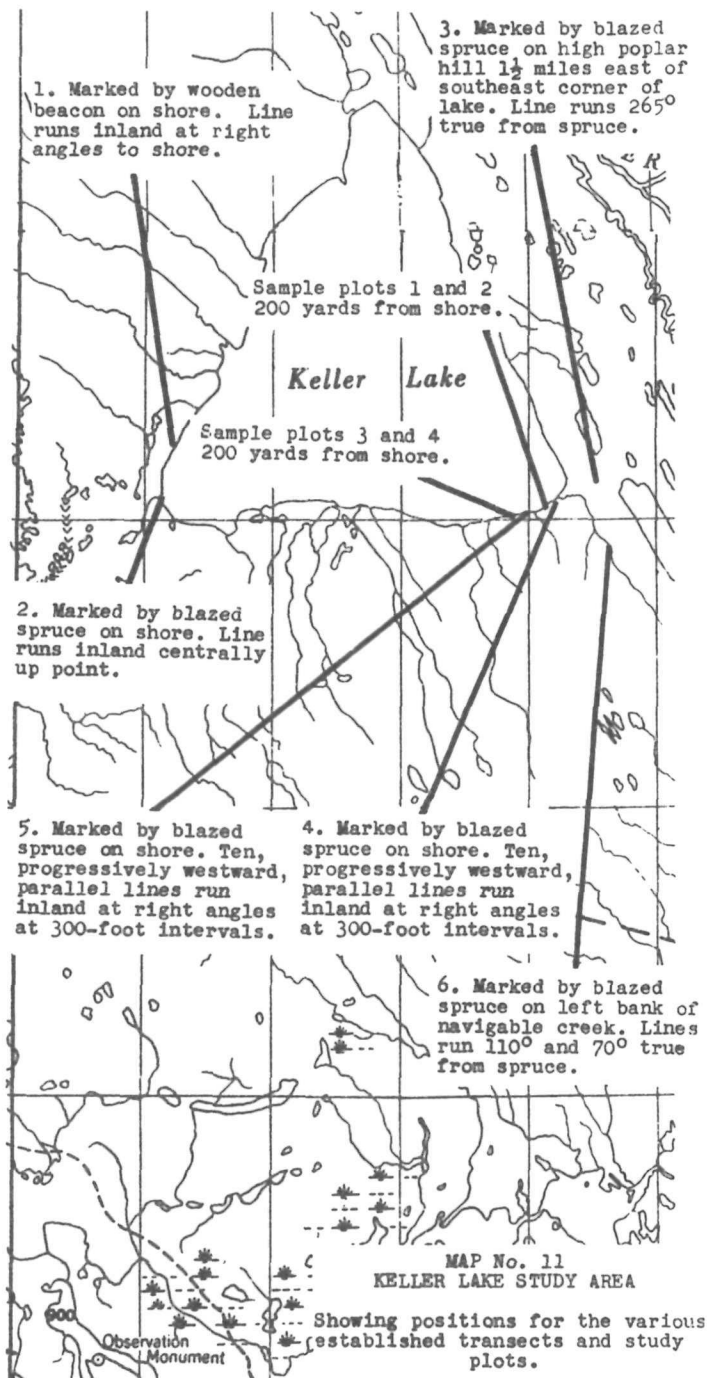 1. Marked by wooden
beacon on shore. Line
runs inland at right
angles to shore.
3. Marked by blazed
spruce on high poplar
hill 1½ miles east of
southeast corner of
lake. Line runs 265°
true from spruce.
E R
Sample plots 1 and 2
200 yards from shore.
Keller Lake
Sample plots 3 and 4
200 yards from shore.
2. Marked by blazed
spruce on shore. Line
runs inland centrally
up point.
5. Marked by blazed
spruce on shore. Ten,
progressively westward,
parallel lines run
inland at right angles
at 300-foot intervals.
4. Marked by blazed
spruce on shore. Ten,
progressively westward,
parallel lines run
inland at right angles
at 300-foot intervals.
6. Marked by blazed
spruce on left bank of
navigable creek. Lines
run 110° and 70° true
from spruce.
900
Observation
Monument
MAP No. 11
KELLER LAKE STUDY AREA
Showing positions for the various
established transects and study
plots.